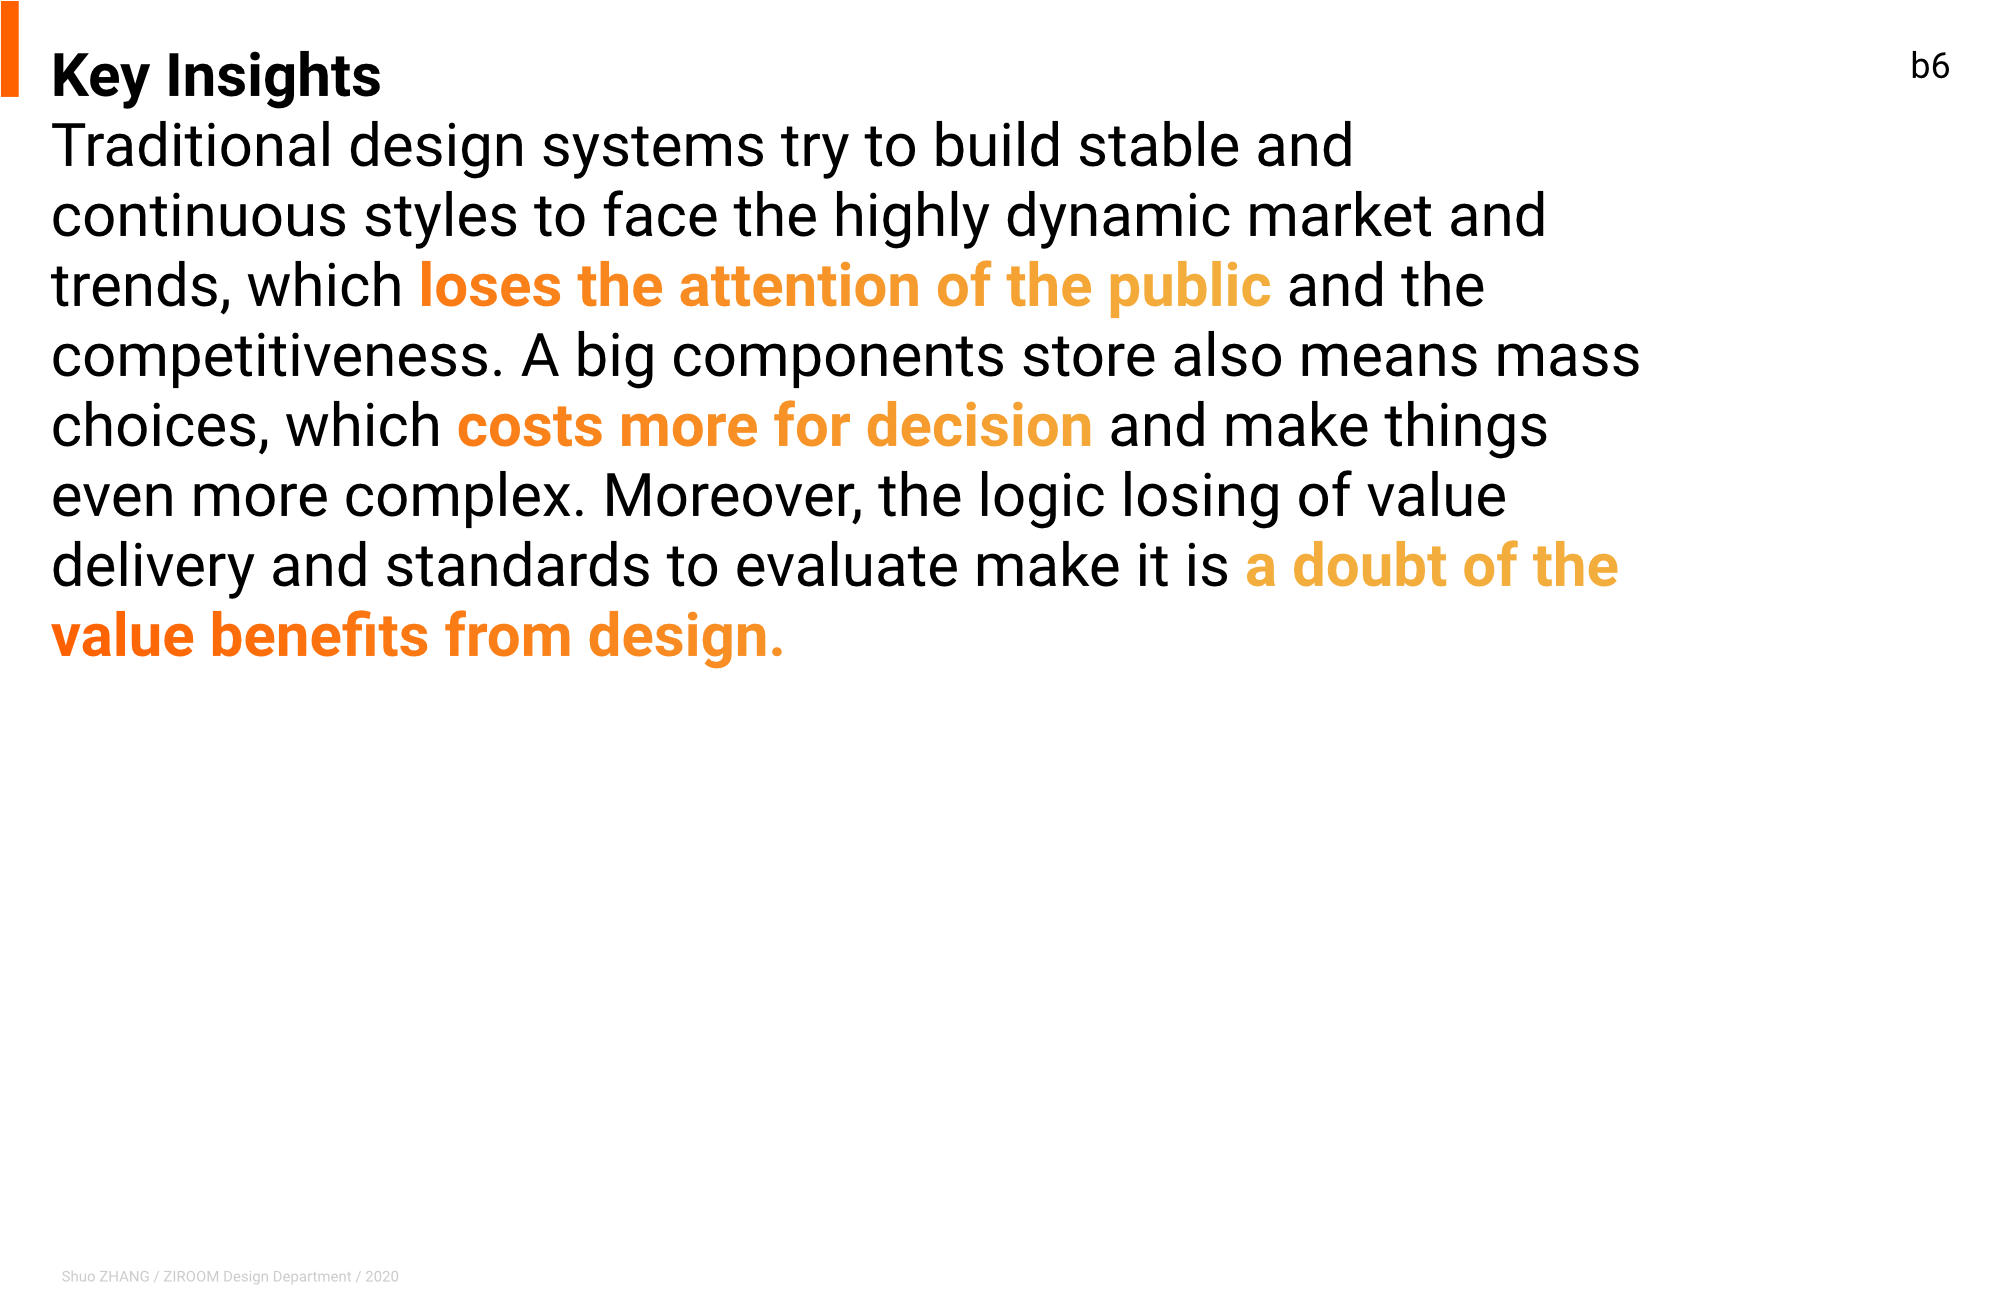 Key Insights
b6
Traditional design systems try to build stable and
continuous styles to face the highly dynamic market and
trends, which loses the attention of the public and the
competitiveness. A big components store also means mass
choices, which costs more for decision and make things
even more complex. Moreover, the logic losing of value
delivery and standards to evaluate make it is a doubt of the
value benefits from design.
Shuo ZHANG / ZIROOM Design Department / 2020